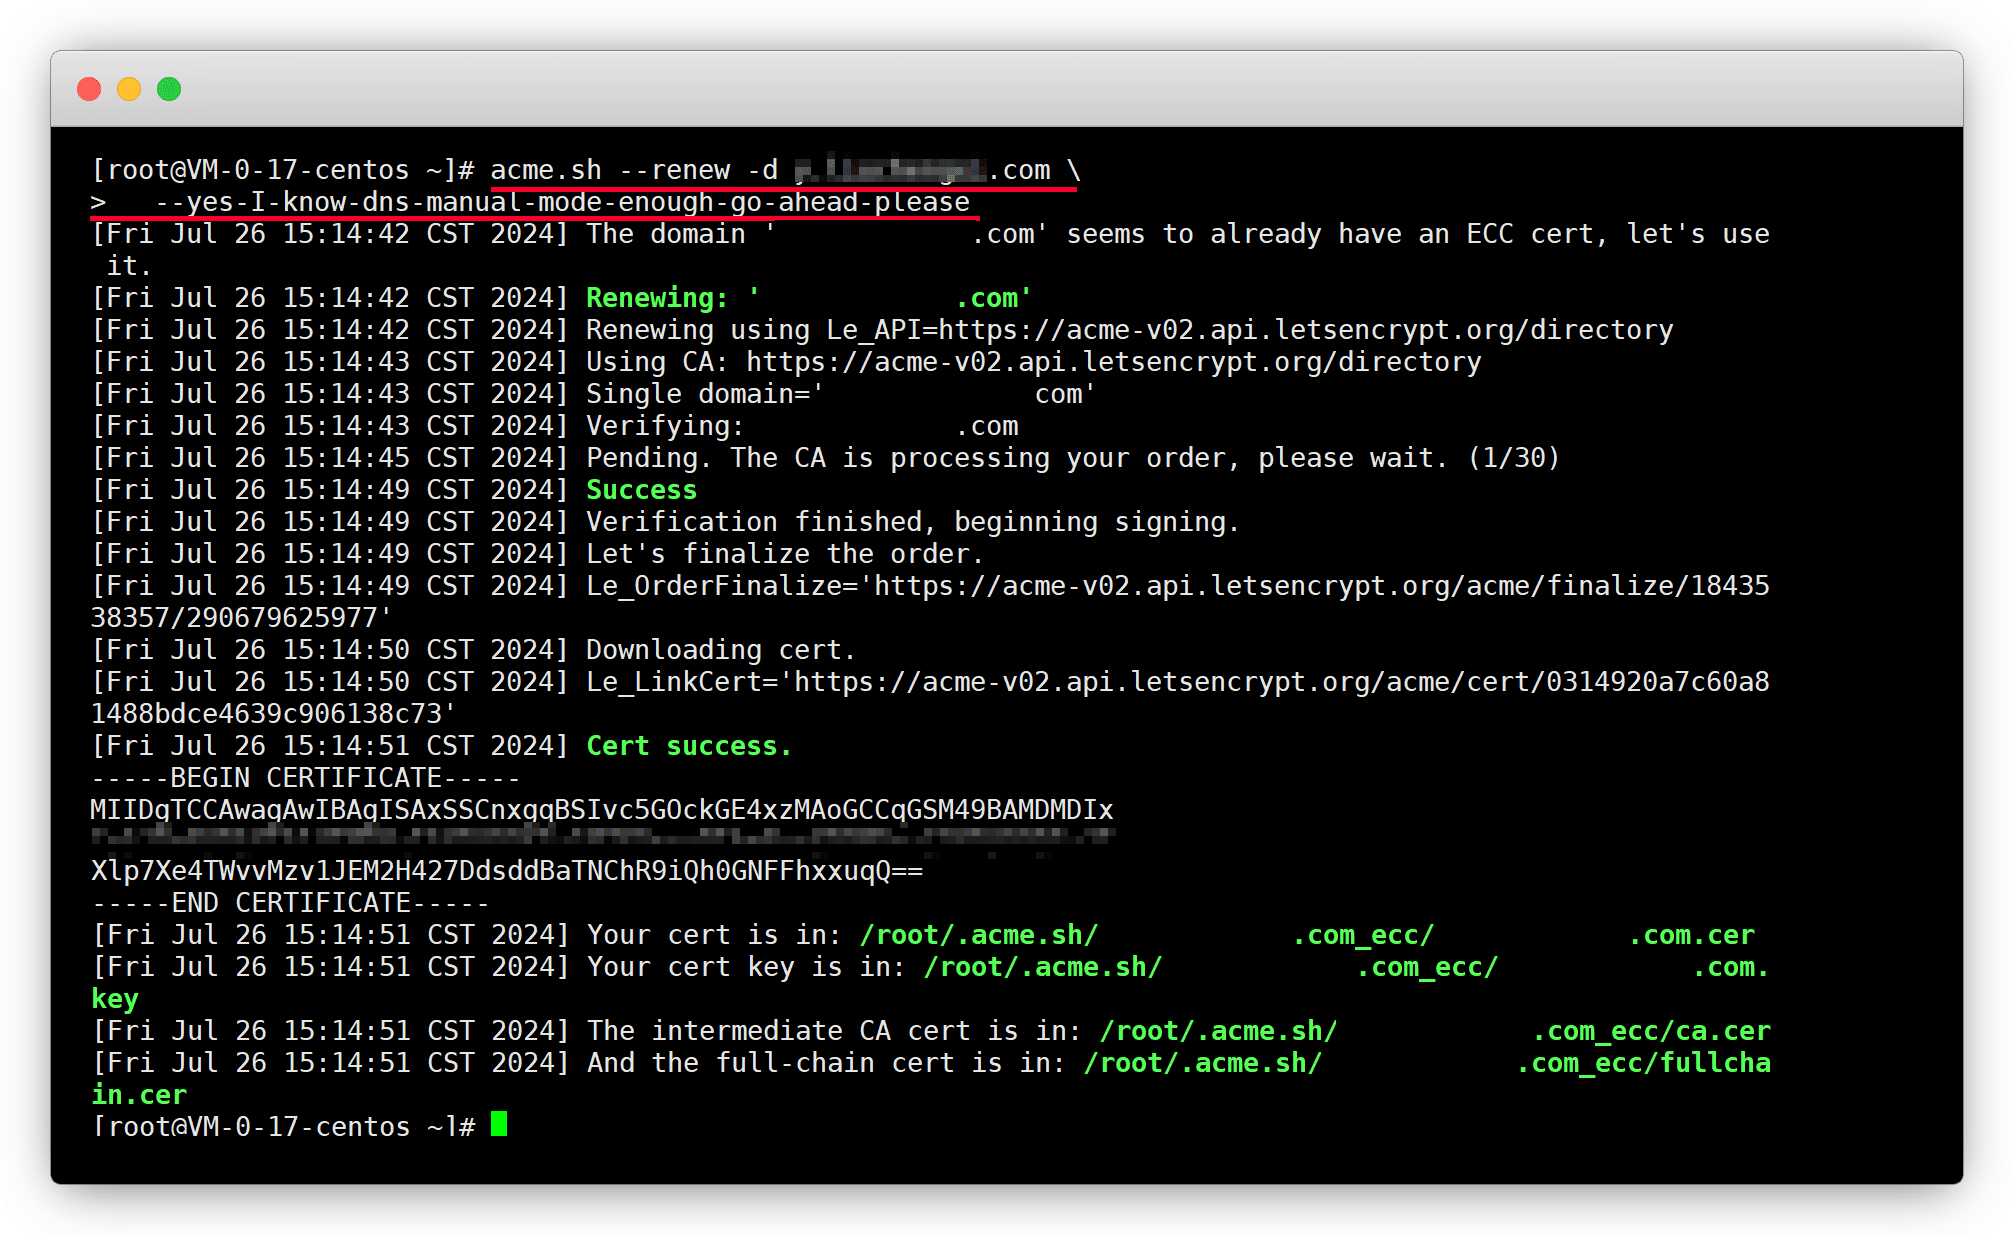 [root@VM-0-17-centos ~]# acme.sh --renew -d .com \
>   --yes-I-know-dns-manual-mode-enough-go-ahead-please
[Fri Jul 26 15:14:42 CST 2024] The domain '            .com' seems to already have an ECC cert, let's use
 it.
[Fri Jul 26 15:14:42 CST 2024] Renewing: '            .com'
[Fri Jul 26 15:14:42 CST 2024] Renewing using Le_API=https://acme-v02.api.letsencrypt.org/directory
[Fri Jul 26 15:14:43 CST 2024] Using CA: https://acme-v02.api.letsencrypt.org/directory
[Fri Jul 26 15:14:43 CST 2024] Single domain='             com'
[Fri Jul 26 15:14:43 CST 2024] Verifying:             .com
[Fri Jul 26 15:14:45 CST 2024] Pending. The CA is processing your order, please wait. (1/30)
[Fri Jul 26 15:14:49 CST 2024] Success
[Fri Jul 26 15:14:49 CST 2024] Verification finished, beginning signing.
[Fri Jul 26 15:14:49 CST 2024] Let's finalize the order.
[Fri Jul 26 15:14:49 CST 2024] Le_OrderFinalize='https://acme-v02.api.letsencrypt.org/acme/finalize/18435
38357/290679625977'
[Fri Jul 26 15:14:50 CST 2024] Downloading cert.
[Fri Jul 26 15:14:50 CST 2024] Le_LinkCert='https://acme-v02.api.letsencrypt.org/acme/cert/0314920a7c60a8
1488bdce4639c906138c73'
[Fri Jul 26 15:14:51 CST 2024] Cert success.
-----BEGIN CERTIFICATE-----
MIIDgTCCAwagAwIBAgISAxSSCnxgqBSIvc5GOckGE4xzMAoGCCqGSM49BAMDMDIx
Xlp7Xe4TWvvMzv1JEM2H427DdsddBaTNChR9iQh0GNFFhxxuqQ==
-----END CERTIFICATE-----
[Fri Jul 26 15:14:51 CST 2024] Your cert is in: /root/.acme.sh/            .com_ecc/            .com.cer
[Fri Jul 26 15:14:51 CST 2024] Your cert key is in: /root/.acme.sh/            .com_ecc/            .com.
key
[Fri Jul 26 15:14:51 CST 2024] The intermediate CA cert is in: /root/.acme.sh/            .com_ecc/ca.cer
[Fri Jul 26 15:14:51 CST 2024] And the full-chain cert is in: /root/.acme.sh/            .com_ecc/fullcha
in.cer
[root@VM-0-17-centos ~]#